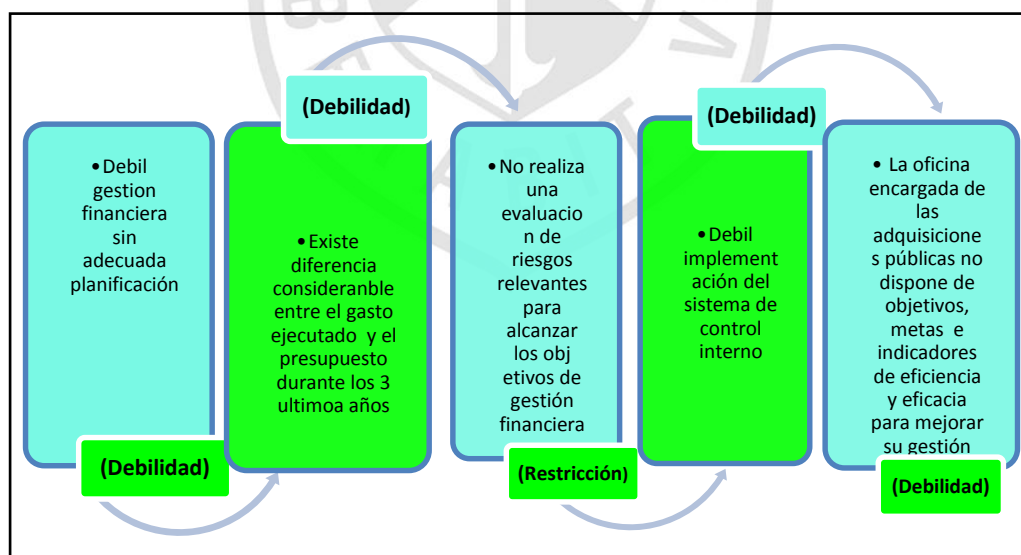 • Debil
gestion
financiera
sin
adecuada
planificación
(Debilidad)
(Debilidad)
• Existe
diferencia
consideranble
entre el gasto
ejecutado y el
presupuesto
durante los 3
ultimoa años
• No realiza
una
evaluacio
n de
riesgos
relevantes
para
alcanzar
los obj
etivos de
gestión
financiera
(Restricción)
(Debilidad)
• Debil
implement
ación del
sistema de
control
interno
• La oficina
encargada de
las
adquisicione
s públicas no
dispone de
objetivos,
metas e
indicadores
de eficiencia
y eficacia
para mejorar
su gestión
(Debilidad)